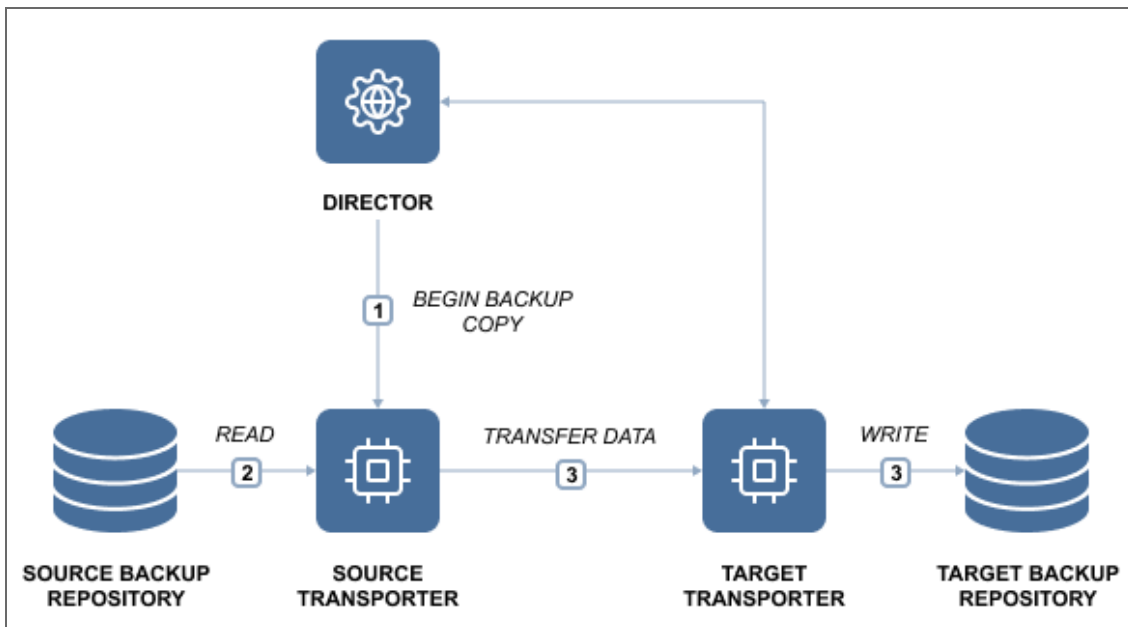 DIRECTOR
1
BEGIN BACKUP
COPY
READ
2
TRANSFER DATA
3
WRITE
3
SOURCE BACKUP
REPOSITORY
SOURCE
TRANSPORTER
TARGET
TRANSPORTER
TARGET BACKUP
REPOSITORY